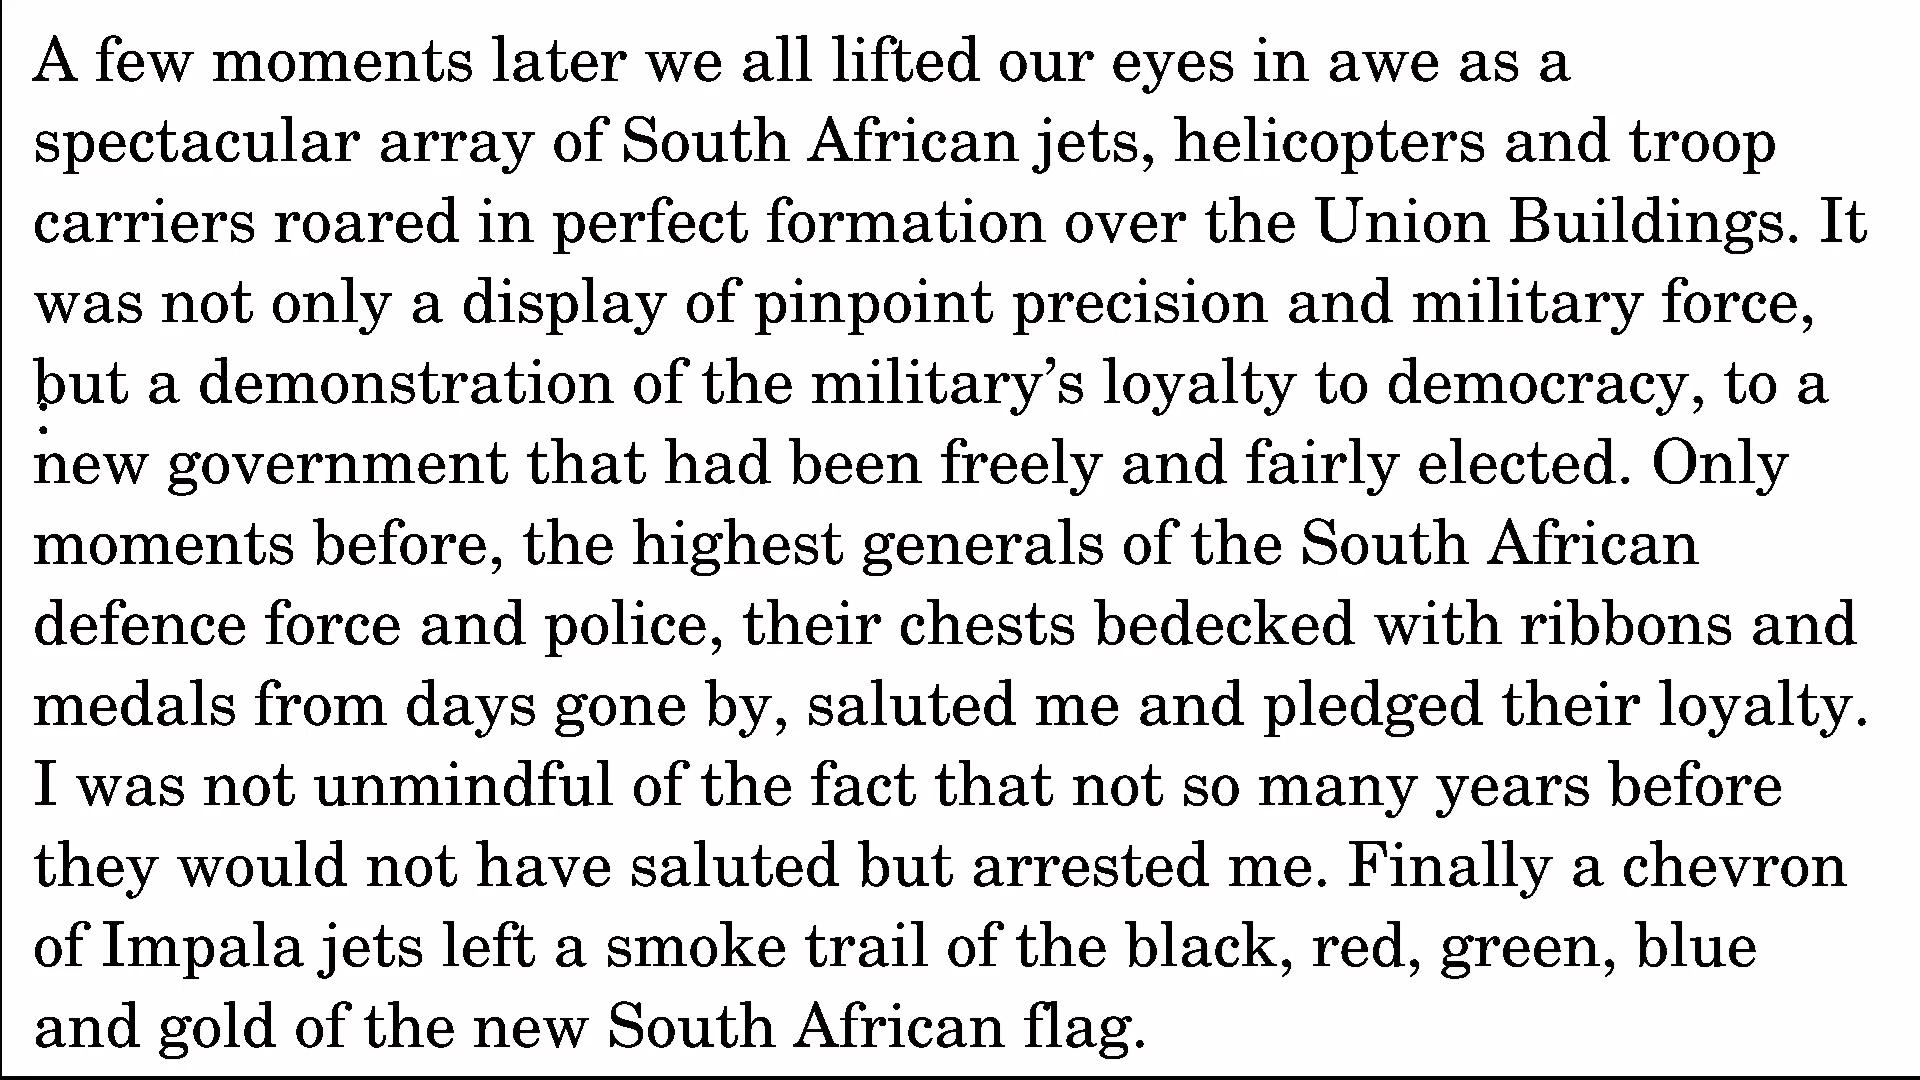 A few moments later we all lifted our eyes in awe as a
spectacular array of South African jets, helicopters and troop
carriers roared in perfect formation over the Union Buildings. It
was not only a display of pinpoint precision and military force,
but a demonstration of the military’s loyalty to democracy, to a
new government that had been freely and fairly elected. Only
moments before, the highest generals of the South African
defence force and police, their chests bedecked with ribbons and
medals from days gone by, saluted me and pledged their loyalty.
I was not unmindful of the fact that not so many years before
they would not have saluted but arrested me. Finally a chevron
of Impala jets left a smoke trail of the black, red, green, blue
and gold of the new South African flag.